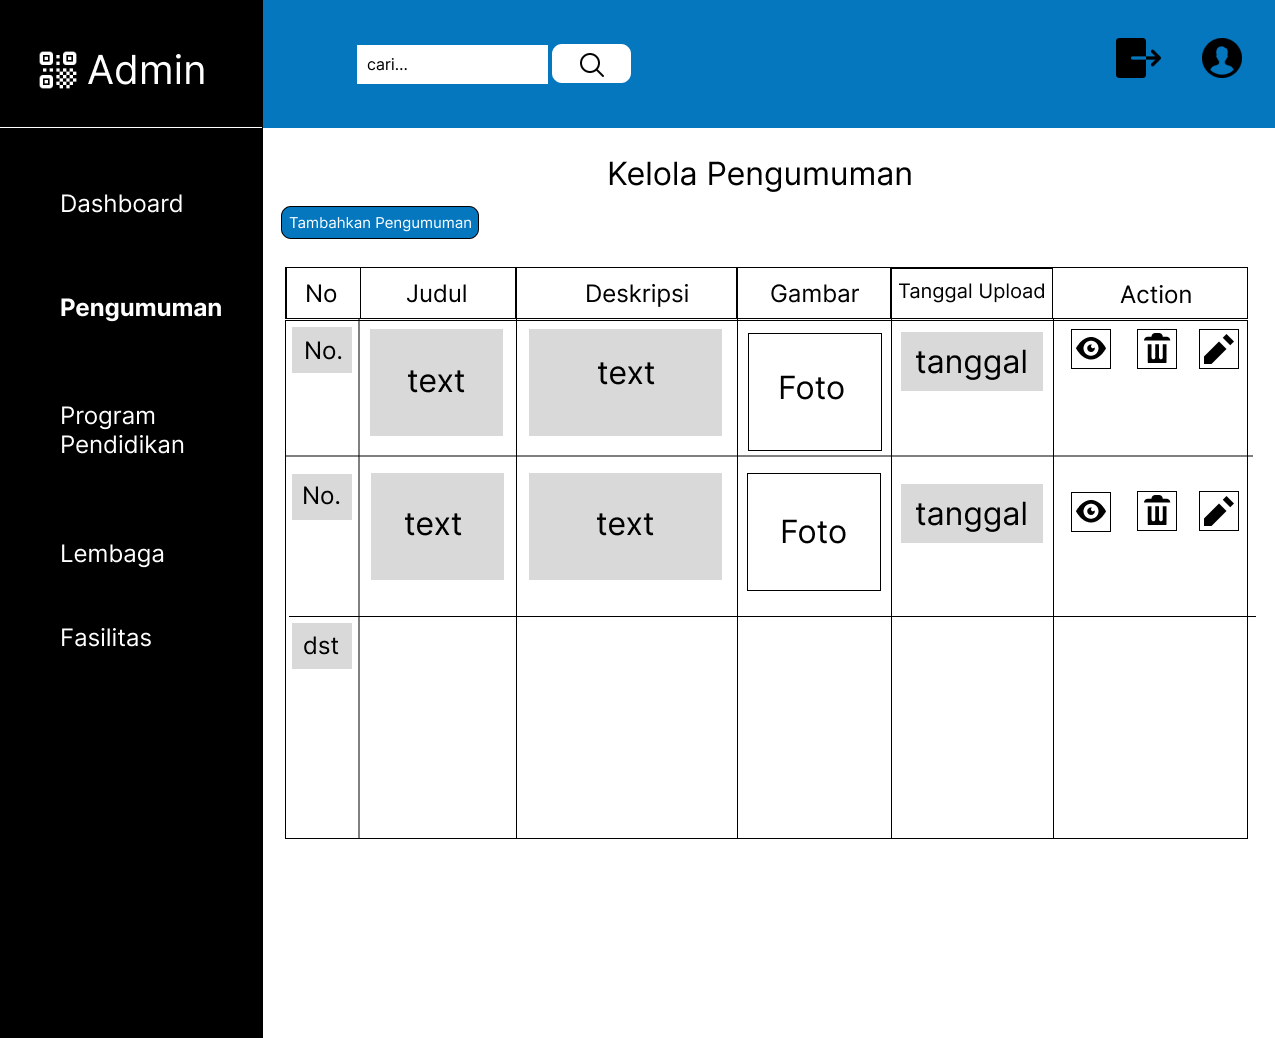 Admin
cari...
Dashboard
Pengumuman
Program
Pendidikan
Lembaga
Fasilitas
Kelola Pengumuman
Tambahkan Pengumuman
No Judul Deskripsi Gambar Tanggal Upload Action
No. text text Foto tanggal
No. text text Foto tanggal
dst